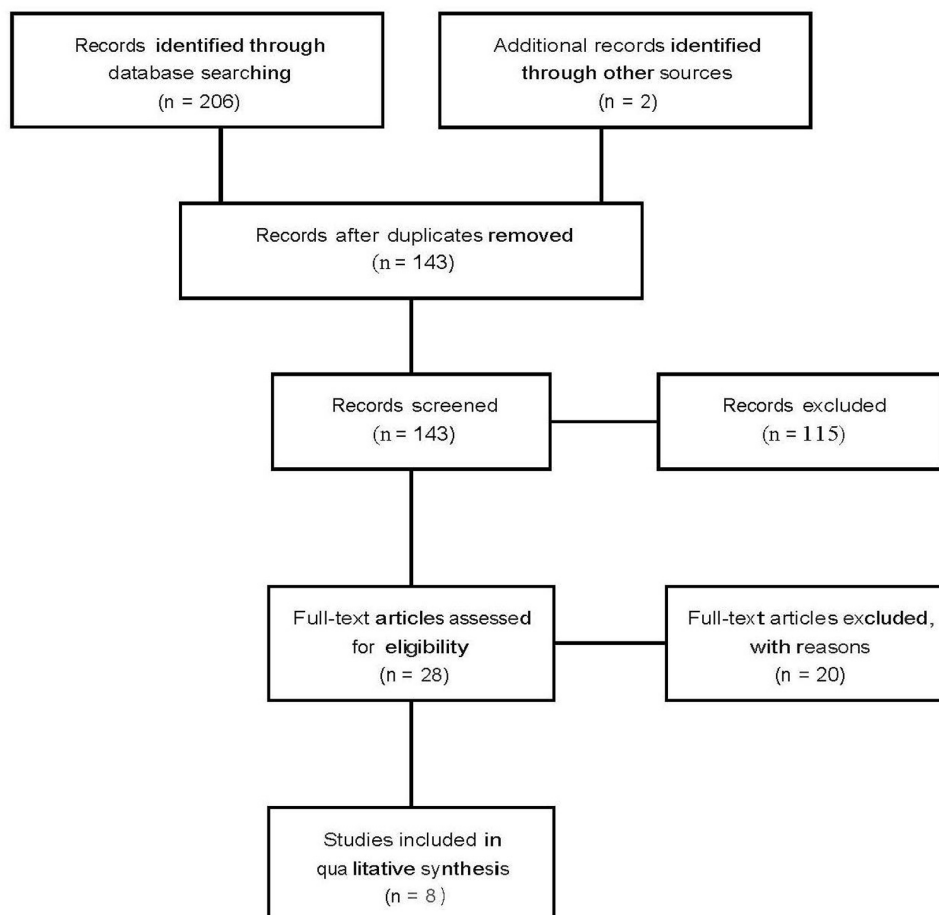 Records identified through
database searching
(n = 206)
Additional records identified
through other sources
(n = 2)
Records after duplicates removed
(n = 143)
Records screened
(n = 143)
Records excluded
(n = 115)
Full-text articles assessed
for eligibility
(n = 28)
Full-text articles excluded,
with reasons
(n = 20)
Studies included in
qua litative synthesis
(n = 8)